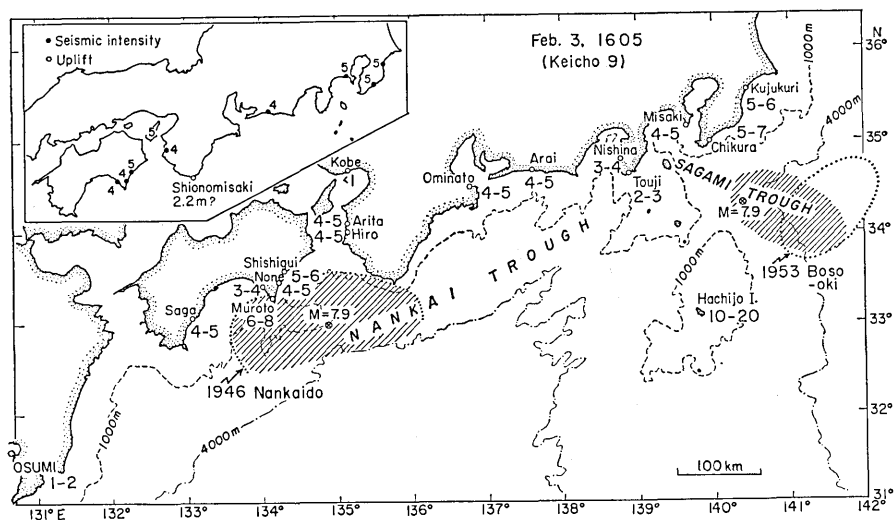 • Seismic intensity
○ Uplift
5
5
5
4
5
4
5
4
4
Shionomisaki
2.2m?
Feb. 3, 1605
(Keicho 9)
N
36°
35°
34°
33°
32°
31°
1000m
4000m
Kujukuri
5-6
Misaki
4-5
5-7
Chikura
Nishina
3-4
Touji
2-3
SAGAMI TROUGH
M=7.9
1953 Boso
-oki
Kobe
<1
Ominato
4-5
Arai
4-5
4-5
Arita
4-5
Hiro
Shishigui
5-6
None
3-4
4-5
Muroto
6-8
M=7.9
NANKAI TROUGH
Saga
4-5
1946 Nankaido
1000m
Hachijo I.
10-20
1000m
4000m
OSUMI
1-2
100 km
131°E
132°
133°
134°
135°
136°
137°
138°
139°
140°
141°
142°